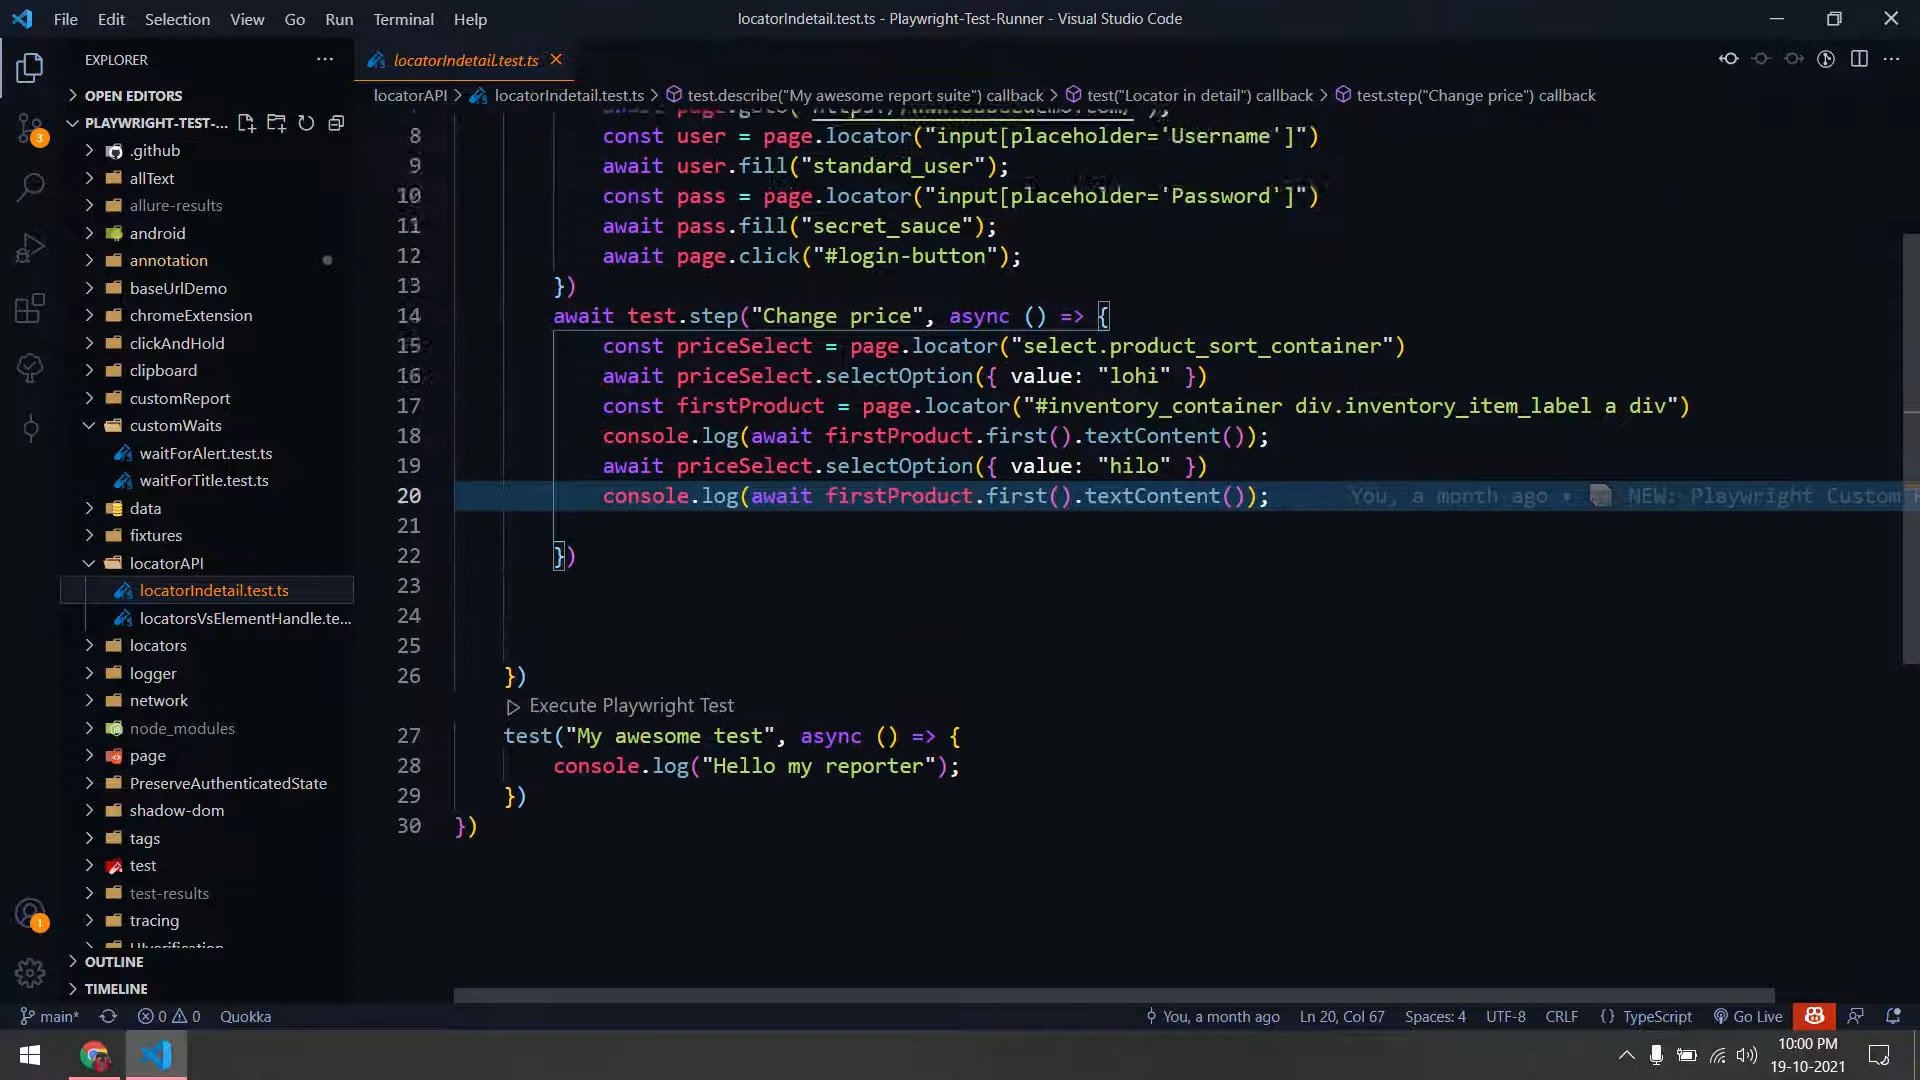 File Edit Selection View Go Run Terminal Help
locatorIndetail.test.ts - Playwright-Test-Runner - Visual Studio Code
EXPLORER
OPEN EDITORS
PLAYWRIGHT-TEST-...
.github
allText
allure-results
android
annotation
baseUrlDemo
chromeExtension
clickAndHold
clipboard
customReport
customWaits
waitForAlert.test.ts
waitForTitle.test.ts
data
fixtures
locatorAPI
locatorIndetail.test.ts
locatorsVsElementHandle.te...
locators
logger
network
node_modules
page
PreserveAuthenticatedState
shadow-dom
tags
test
test-results
tracing
UIverification
OUTLINE
TIMELINE
3
1
locatorIndetail.test.ts
locatorAPI > locatorIndetail.test.ts > test.describe("My awesome report suite") callback > test("Locator in detail") callback > test.step("Change price") callback
8 const user = page.locator("input[placeholder='Username']")
9 await user.fill("standard_user");
10 const pass = page.locator("input[placeholder='Password']")
11 await pass.fill("secret_sauce");
12 await page.click("#login-button");
13 })
14 await test.step("Change price", async () => {
15 const priceSelect = page.locator("select.product_sort_container")
16 await priceSelect.selectOption({ value: "lohi" })
17 const firstProduct = page.locator("#inventory_container div.inventory_item_label a div")
18 console.log(await firstProduct.first().textContent());
19 await priceSelect.selectOption({ value: "hilo" })
20 console.log(await firstProduct.first().textContent()); You, a month ago • NEW: Playwright Custom
21
22 })
23
24
25
26 })
Execute Playwright Test
27 test("My awesome test", async () => {
28 console.log("Hello my reporter");
29 })
30 })
main* 0 0 Quokka You, a month ago Ln 20, Col 67 Spaces: 4 UTF-8 CRLF {} TypeScript Go Live
10:00 PM
19-10-2021